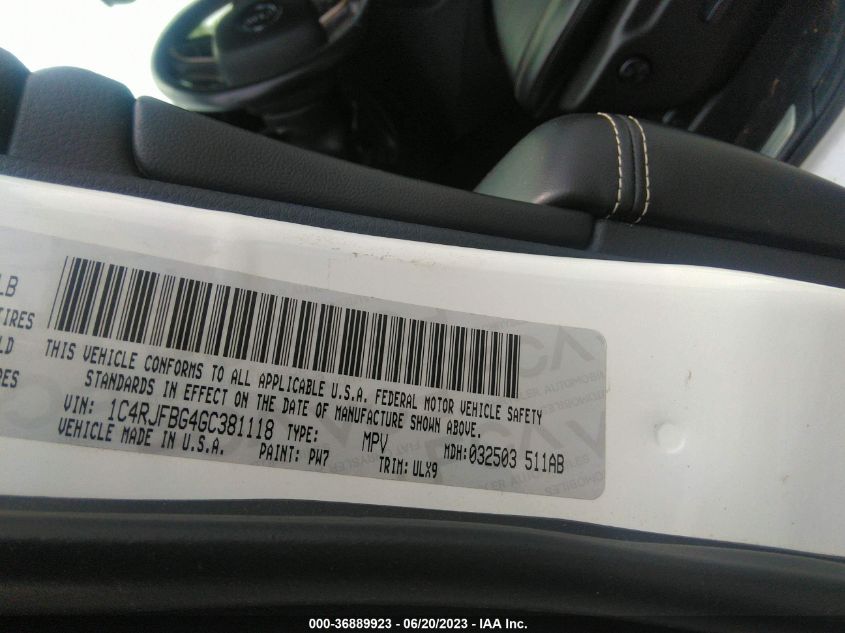 LB
TIRES
LD
PES
THIS VEHICLE CONFORMS TO ALL APPLICABLE U.S.A. FEDERAL MOTOR VEHICLE SAFETY
STANDARDS IN EFFECT ON THE DATE OF MANUFACTURE SHOWN ABOVE.
VIN: 1C4RJFBG4GC381118 TYPE: MPV MDH:032503 511AB
VEHICLE MADE IN U.S.A. PAINT: PW7 TRIM: ULX9
000-36889923 - 06/20/2023 - IAA Inc.